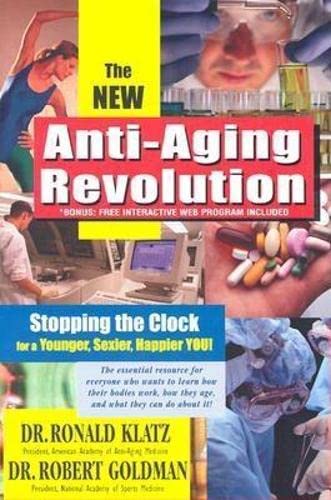 The
NEW
Anti-Aging
Revolution
*BONUS: FREE INTERACTIVE WEB PROGRAM INCLUDED
Stopping the Clock
for a Younger, Sexier, Happier YOU!
The essential resource for
everyone who wants to learn how
their bodies work, how they age,
and what they can do about it!
DR. RONALD KLATZ
President, American Academy of Anti-Aging Medicine
DR. ROBERT GOLDMAN
President, National Academy of Sports Medicine